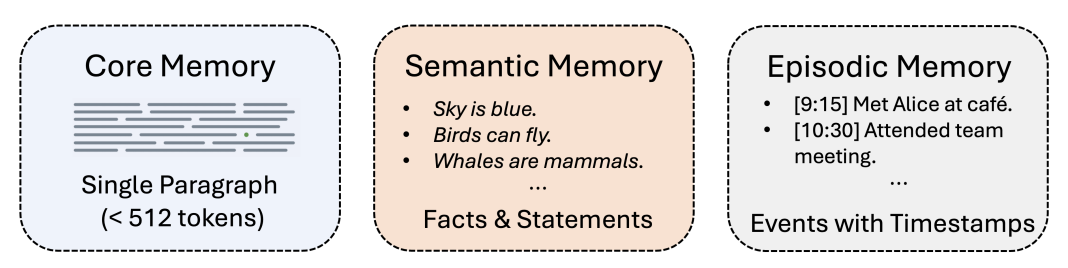 Core Memory
Single Paragraph
(< 512 tokens)
Semantic Memory
• Sky is blue.
• Birds can fly.
• Whales are mammals.
...
Facts & Statements
Episodic Memory
• [9:15] Met Alice at café.
• [10:30] Attended team
meeting.
...
Events with Timestamps